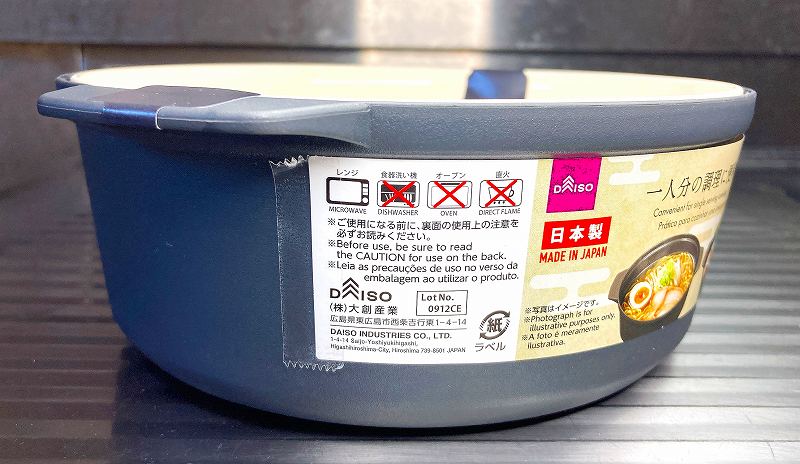 レンジ 食器洗い機 オーブン 直火
MICROWAVE DISHWASHER OVEN DIRECT FLAME
※ご使用になる前に、裏面の使用上の注意を
必ずお読みください。
※Before use, be sure to read
the CAUTION for use on the back.
※Leia as precauções de uso no verso da
embalagem ao utilizar o produto.
DAISO
(株)大創産業
Lot No.
0912CE
広島県東広島市西条吉行東1-4-14
DAISO INDUSTRIES CO., LTD.
1-4-14 Saijo-Yoshiyukihigashi,
Higashihiroshima-City, Hiroshima 739-8501 JAPAN
紙
ラベル
DAISO
日本製
MADE IN JAPAN
一人分の調理に
Convenient for single serving
Prático para cozinhar
※写真はイメージです。
※Photograph is for
illustrative purposes only.
※A foto é meramente
ilustrativa.